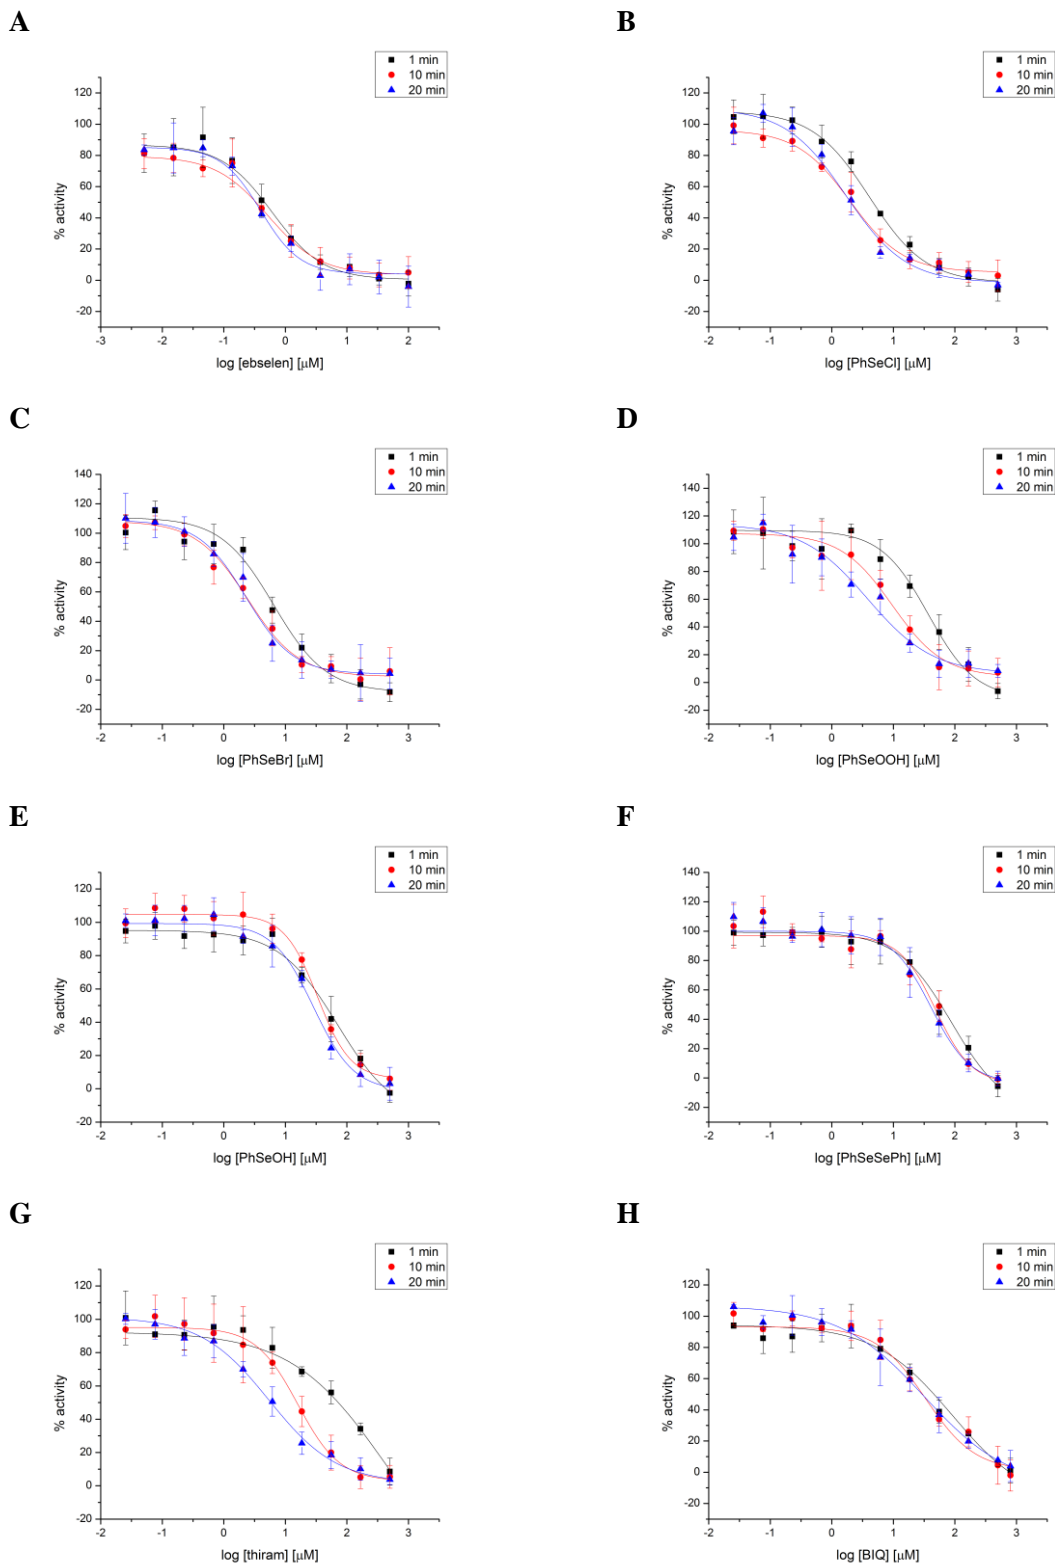 A
1 min
10 min
20 min
120
100
80
60
40
20
0
-20
% activity
-3 -2 -1 0 1 2 3
log [ebselen] [µM]
B
1 min
10 min
20 min
120
100
80
60
40
20
0
-20
% activity
-2 -1 0 1 2 3
log [PhSeCl] [µM]
C
1 min
10 min
20 min
140
120
100
80
60
40
20
0
-20
% activity
-2 -1 0 1 2 3
log [PhSeBr] [µM]
D
1 min
10 min
20 min
140
120
100
80
60
40
20
0
-20
% activity
-2 -1 0 1 2 3
log [PhSeOOH] [µM]
E
1 min
10 min
20 min
120
100
80
60
40
20
0
-20
% activity
-2 -1 0 1 2 3
log [PhSeOH] [µM]
F
1 min
10 min
20 min
140
120
100
80
60
40
20
0
-20
% activity
-2 -1 0 1 2 3
log [PhSeSePh] [µM]
G
1 min
10 min
20 min
120
100
80
60
40
20
0
-20
% activity
-2 -1 0 1 2 3
log [thiram] [µM]
H
1 min
10 min
20 min
120
100
80
60
40
20
0
-20
% activity
-2 -1 0 1 2 3
log [BIQ] [µM]